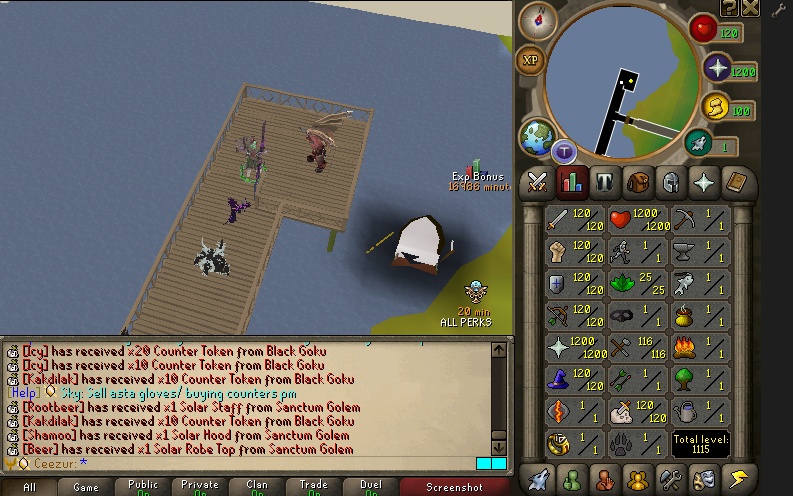 120
XP
1200
100
T
1
Exp Bonus
16986 minut
20 min
ALL PERKS
120/120 1200/1200 1/1
120/120 1/1 1/1
120/120 25/25 1/1
120/120 1/1 1/1
1200/1200 116/116 1/1
120/120 1/1 1/1
1/1 120/120 1/1
1/1 1/1 Total level: 1115
[Icy] has received x20 Counter Token from Black Goku
[Icy] has received x10 Counter Token from Black Goku
[Kakdilak] has received x10 Counter Token from Black Goku
[Help] Sky: Sell asta gloves/ buying counters pm
[Rootbeer] has received x1 Solar Staff from Sanctum Golem
[Kakdilak] has received x10 Counter Token from Black Goku
[Shamoo] has received x1 Solar Hood from Sanctum Golem
[Beer] has received x1 Solar Robe Top from Sanctum Golem
Ceezur: *
All Game Public Private Clan Trade Duel Screenshot
On On On On On